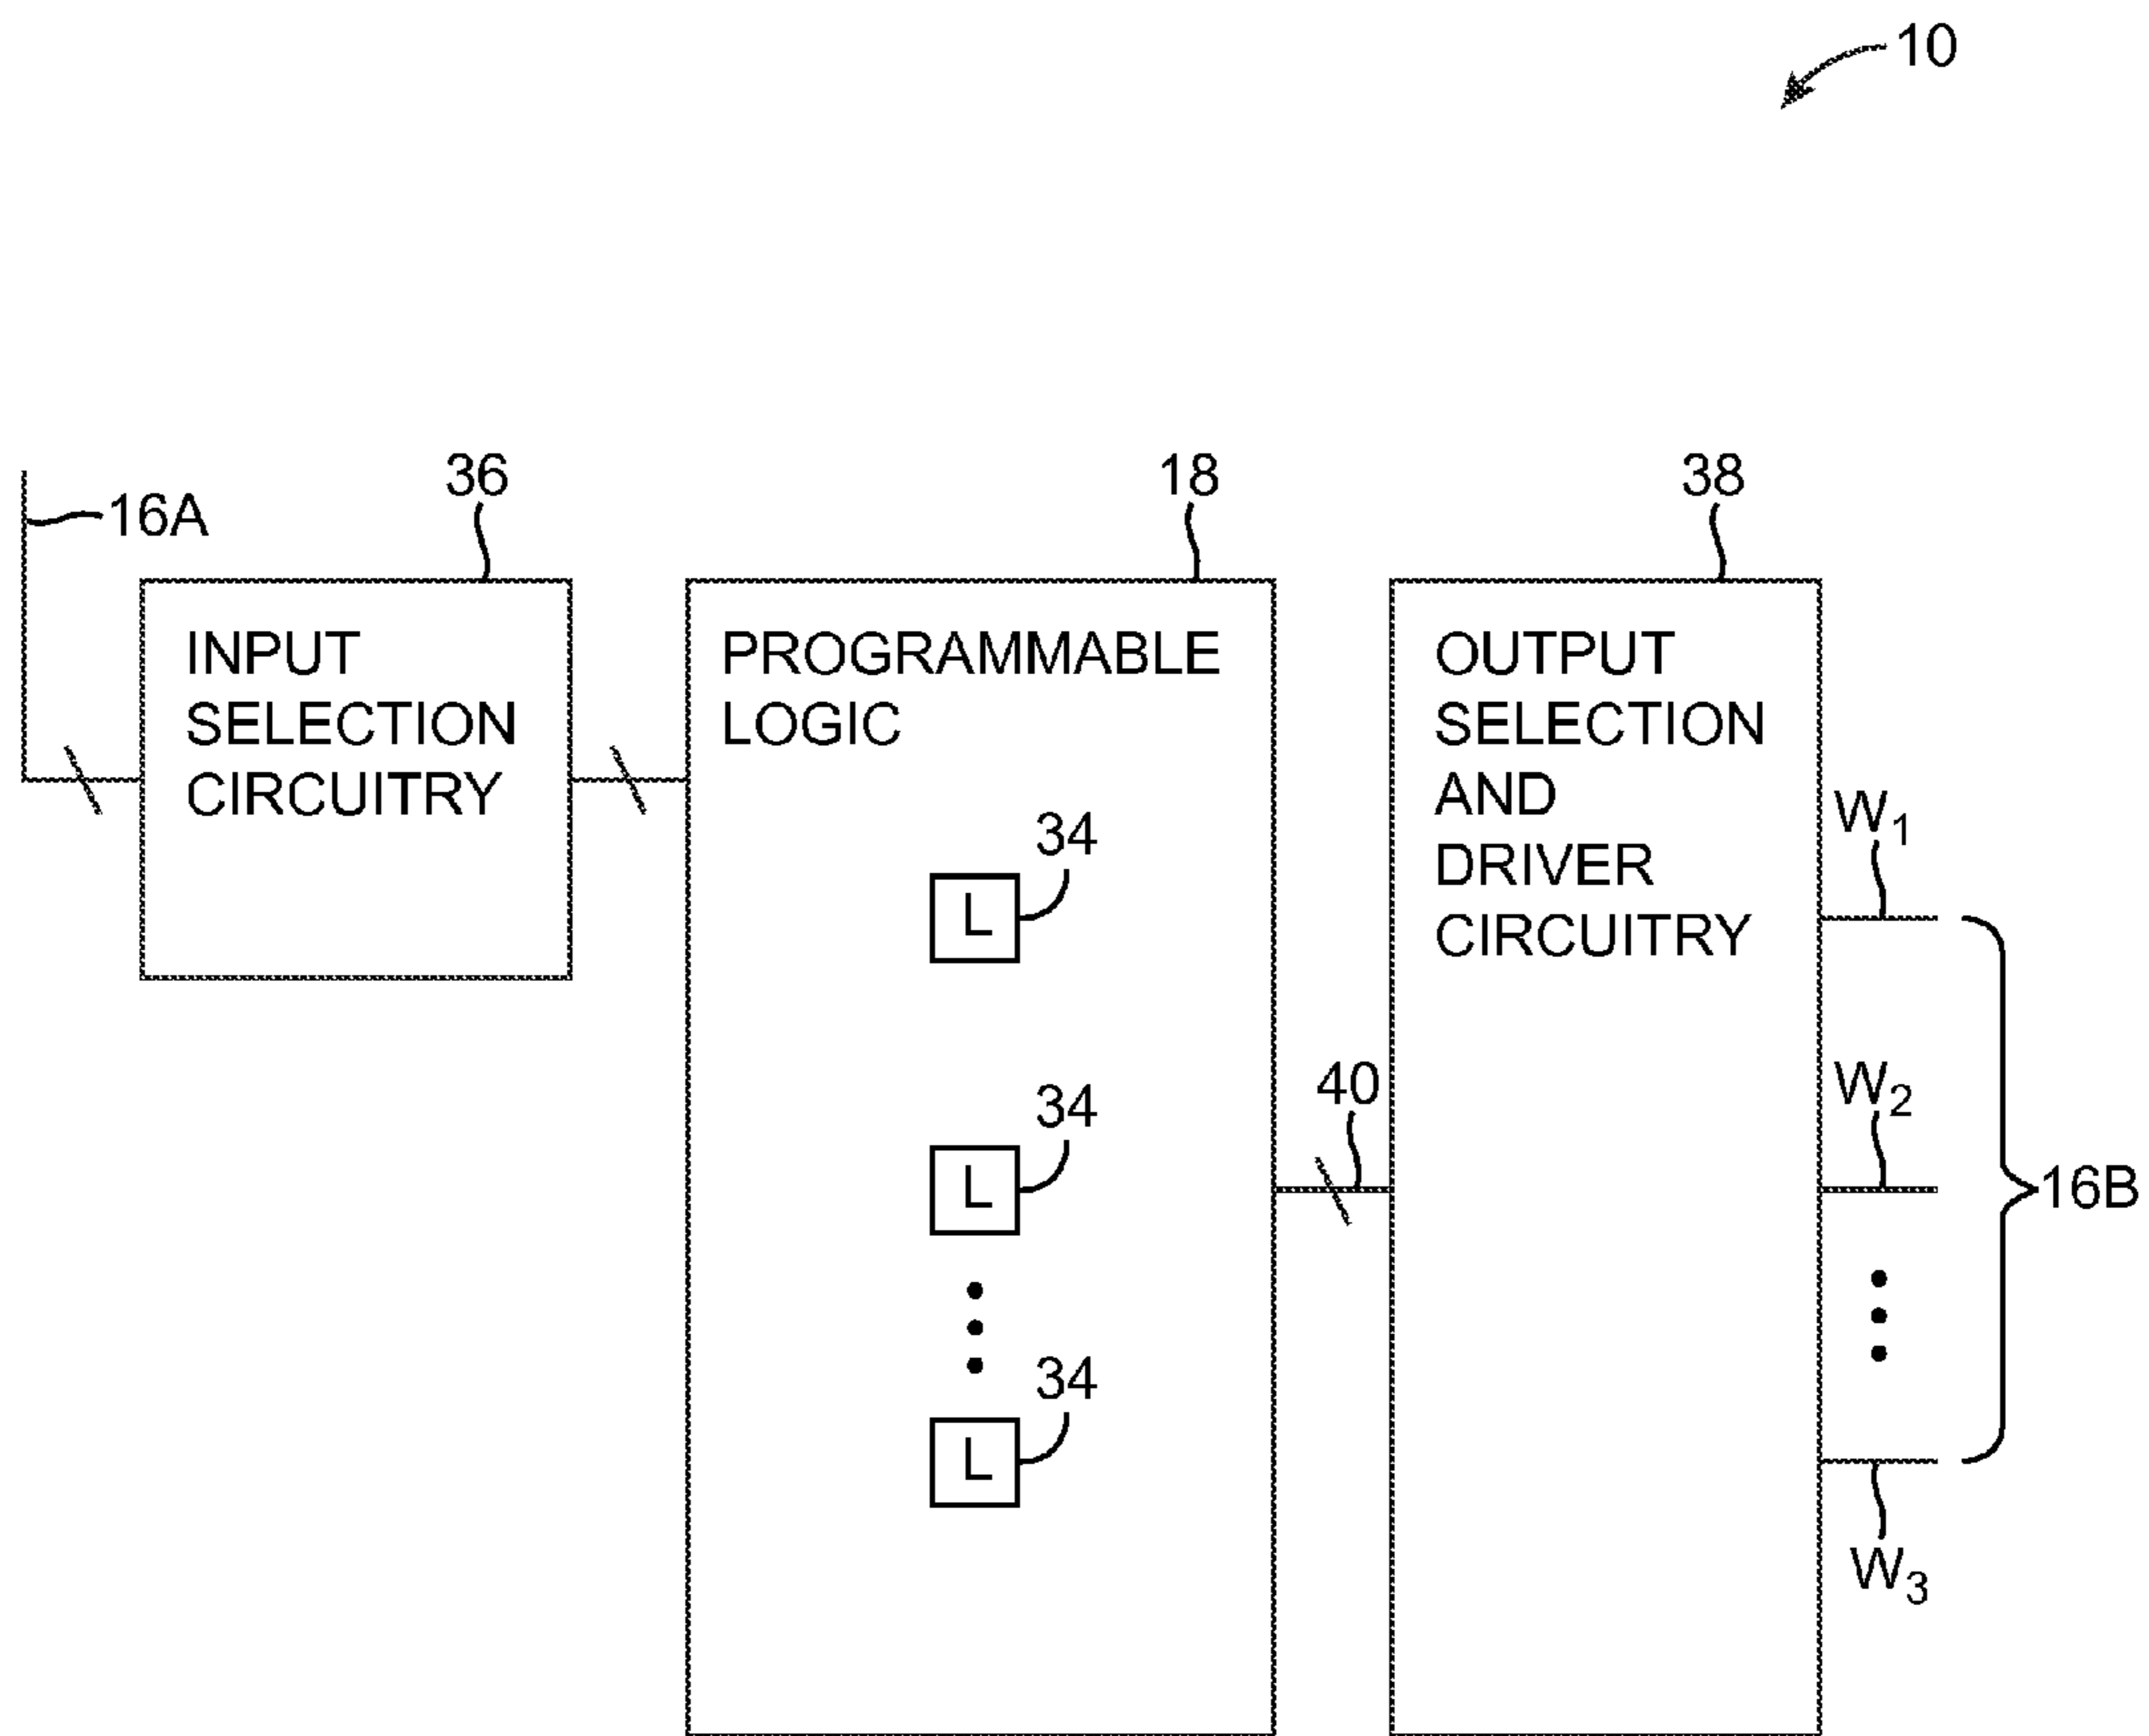 10
16A
36
18
38
INPUT
SELECTION
CIRCUITRY
PROGRAMMABLE
LOGIC
34
L
34
L
34
L
40
OUTPUT
SELECTION
AND
DRIVER
CIRCUITRY
W1
W2
16B
W3